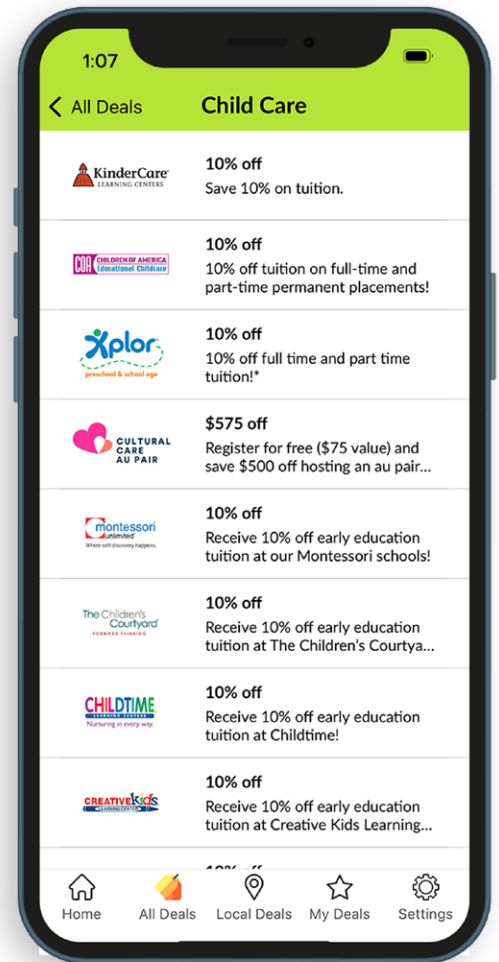 1:07
All Deals
Child Care
KinderCare
LEARNING CENTERS
10% off
Save 10% on tuition.
COA CHILDREN OF AMERICA
Educational Childcare
10% off
10% off tuition on full-time and
part-time permanent placements!
Xplor
preschool & school age
10% off
10% off full time and part time
tuition!*
CULTURAL
CARE
AU PAIR
$575 off
Register for free ($75 value) and
save $500 off hosting an au pair...
montessori
unlimited
Where self-discovery happens.
10% off
Receive 10% off early education
tuition at our Montessori schools!
The Children's
Courtyard
FORWARD THINKING
10% off
Receive 10% off early education
tuition at The Children's Courtya...
CHILDTIME
LEARNING CENTERS
Nurturing in every way.
10% off
Receive 10% off early education
tuition at Childtime!
CREATIVE KIDS
LEARNING CENTER
10% off
Receive 10% off early education
tuition at Creative Kids Learning...
10% off
Home
All Deals
Local Deals
My Deals
Settings